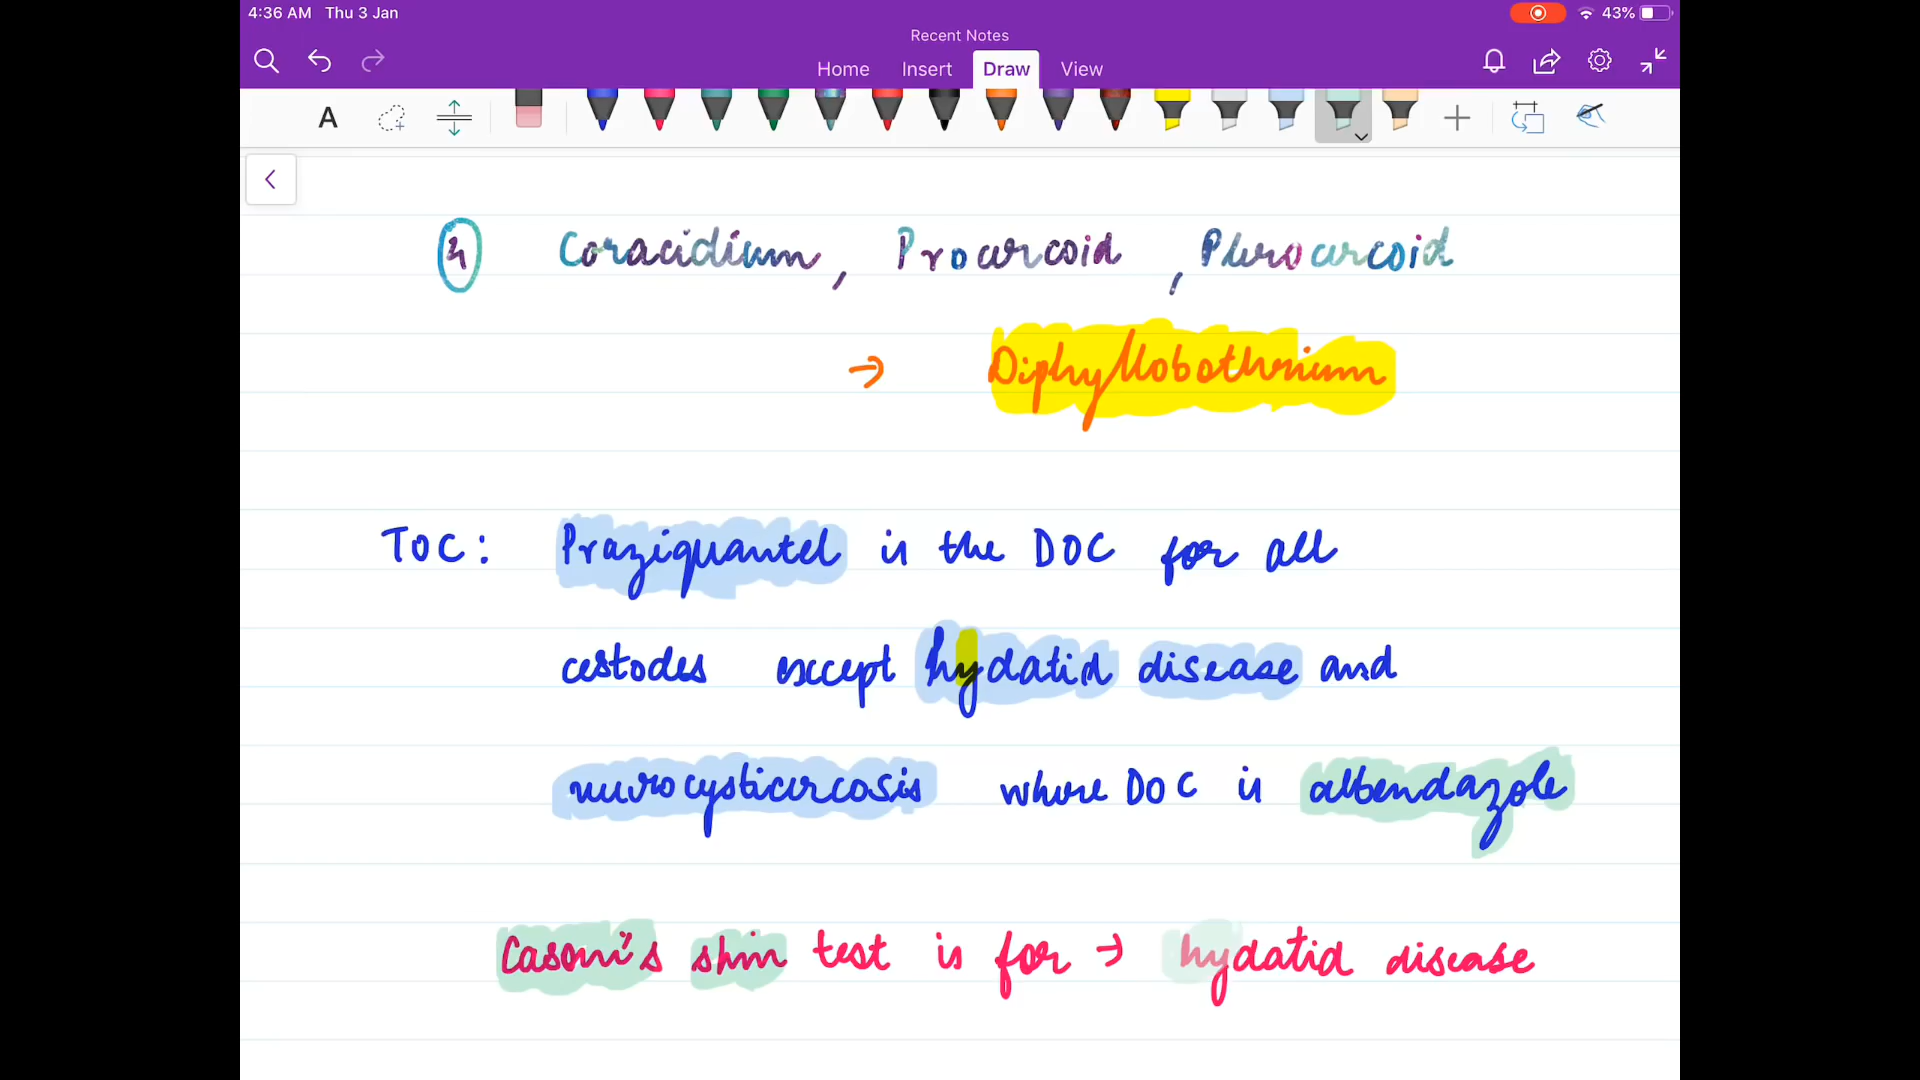 4:36 AM Thu 3 Jan 43%
Recent Notes
Home Insert Draw View
A
4 Coracidium, Procercoid, Plerocercoid
→ Diphyllobothrium
TOC: Praziquantel is the DOC for all
cestodes except hydatid disease and
neurocysticercosis where DOC is albendazole
Casoni's skin test is for → hydatid disease